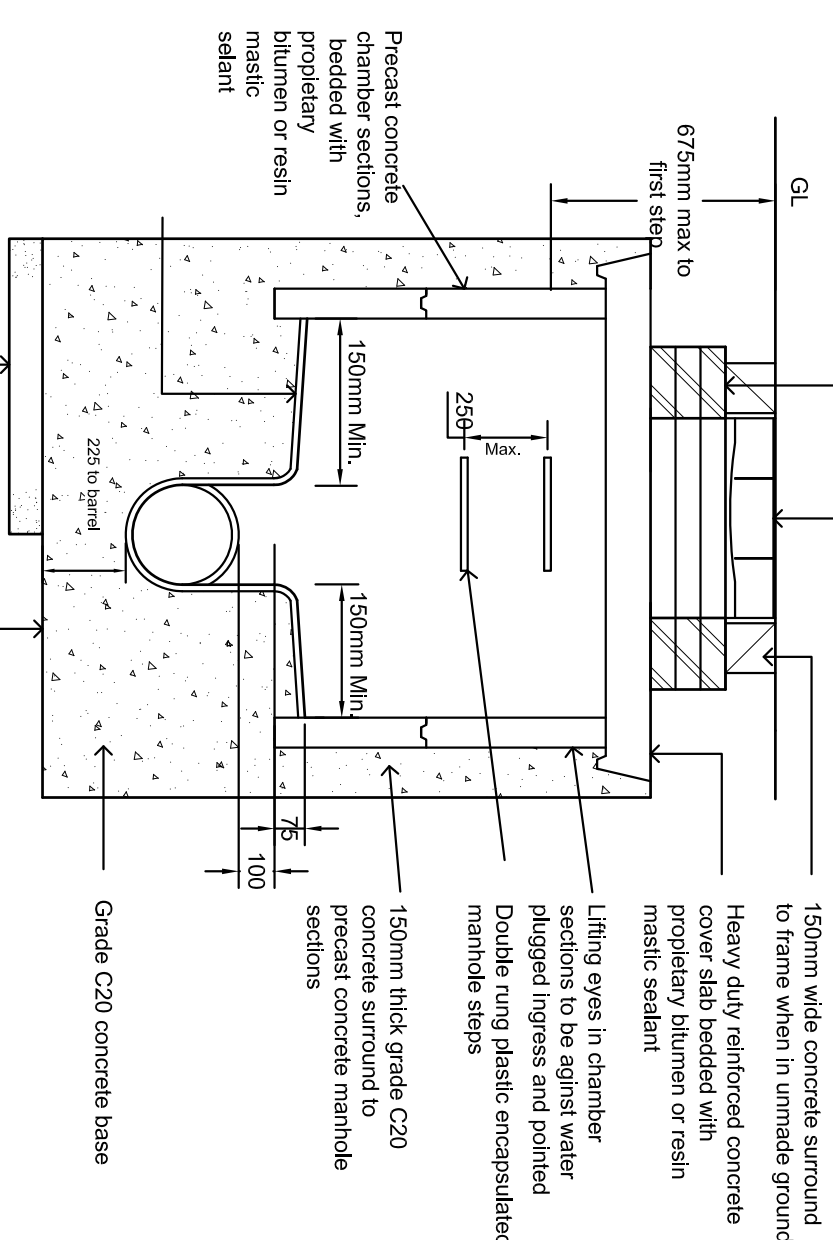 GL
675mm max to
first step
Precast concrete
chamber sections,
bedded with
propietary
bitumen or resin
mastic
selant
150mm wide concrete surround
to frame when in unmade ground
Heavy duty reinforced concrete
cover slab bedded with
propietary bitumen or resin
mastic sealant
Lifting eyes in chamber
sections to be aginst water
plugged ingress and pointed
Double rung plastic encapsulated
manhole steps
250
Max.
150mm Min.
150mm Min.
150mm thick grade C20
concrete surround to
precast concrete manhole
sections
75
100
225 to barrel
Grade C20 concrete base